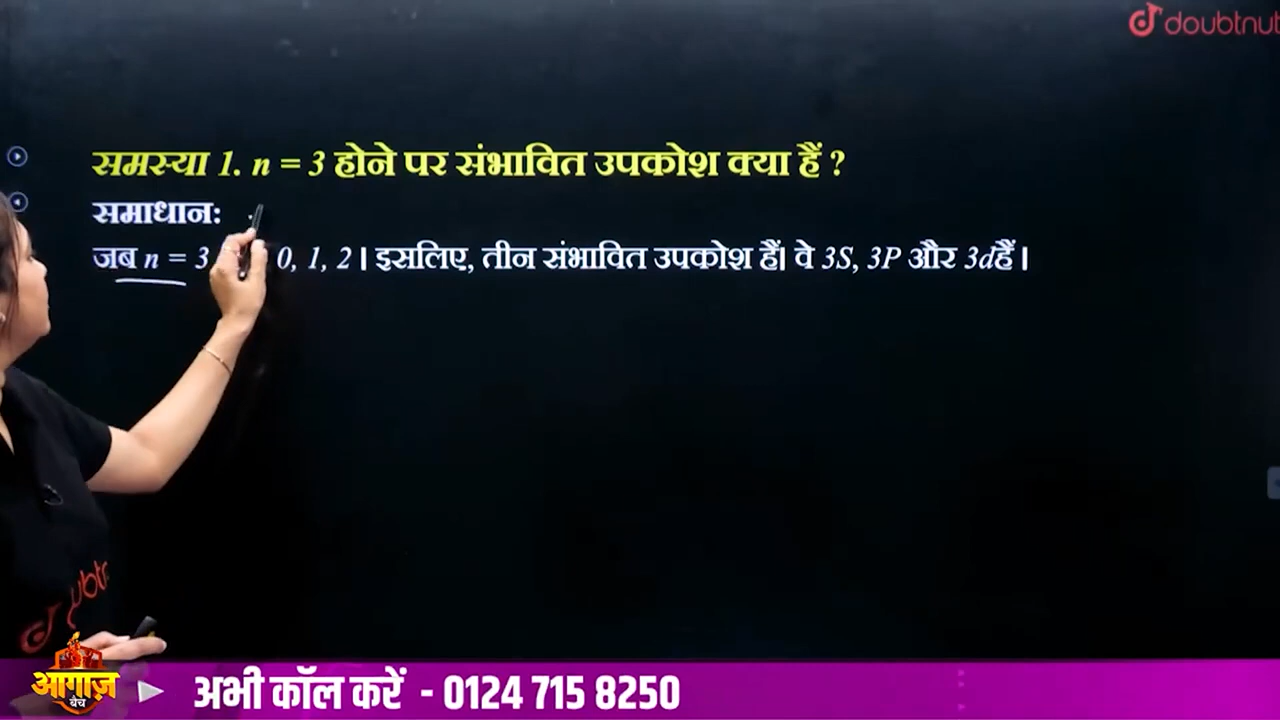 doubtnut
समस्या 1. n = 3 होने पर संभावित उपकोश क्या हैं ?
समाधान:
जब n = 3 0, 1, 2 | इसलिए, तीन संभावित उपकोश हैं| वे 3S, 3P और 3dहैं |
आगाज़
बैच
अभी कॉल करें - 0124 715 8250